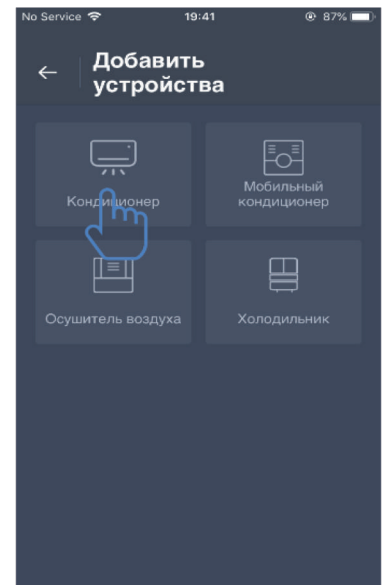 No Service 19:41 87%
Добавить
устройства
Кондиционер
Мобильный
кондиционер
Осушитель воздуха
Холодильник